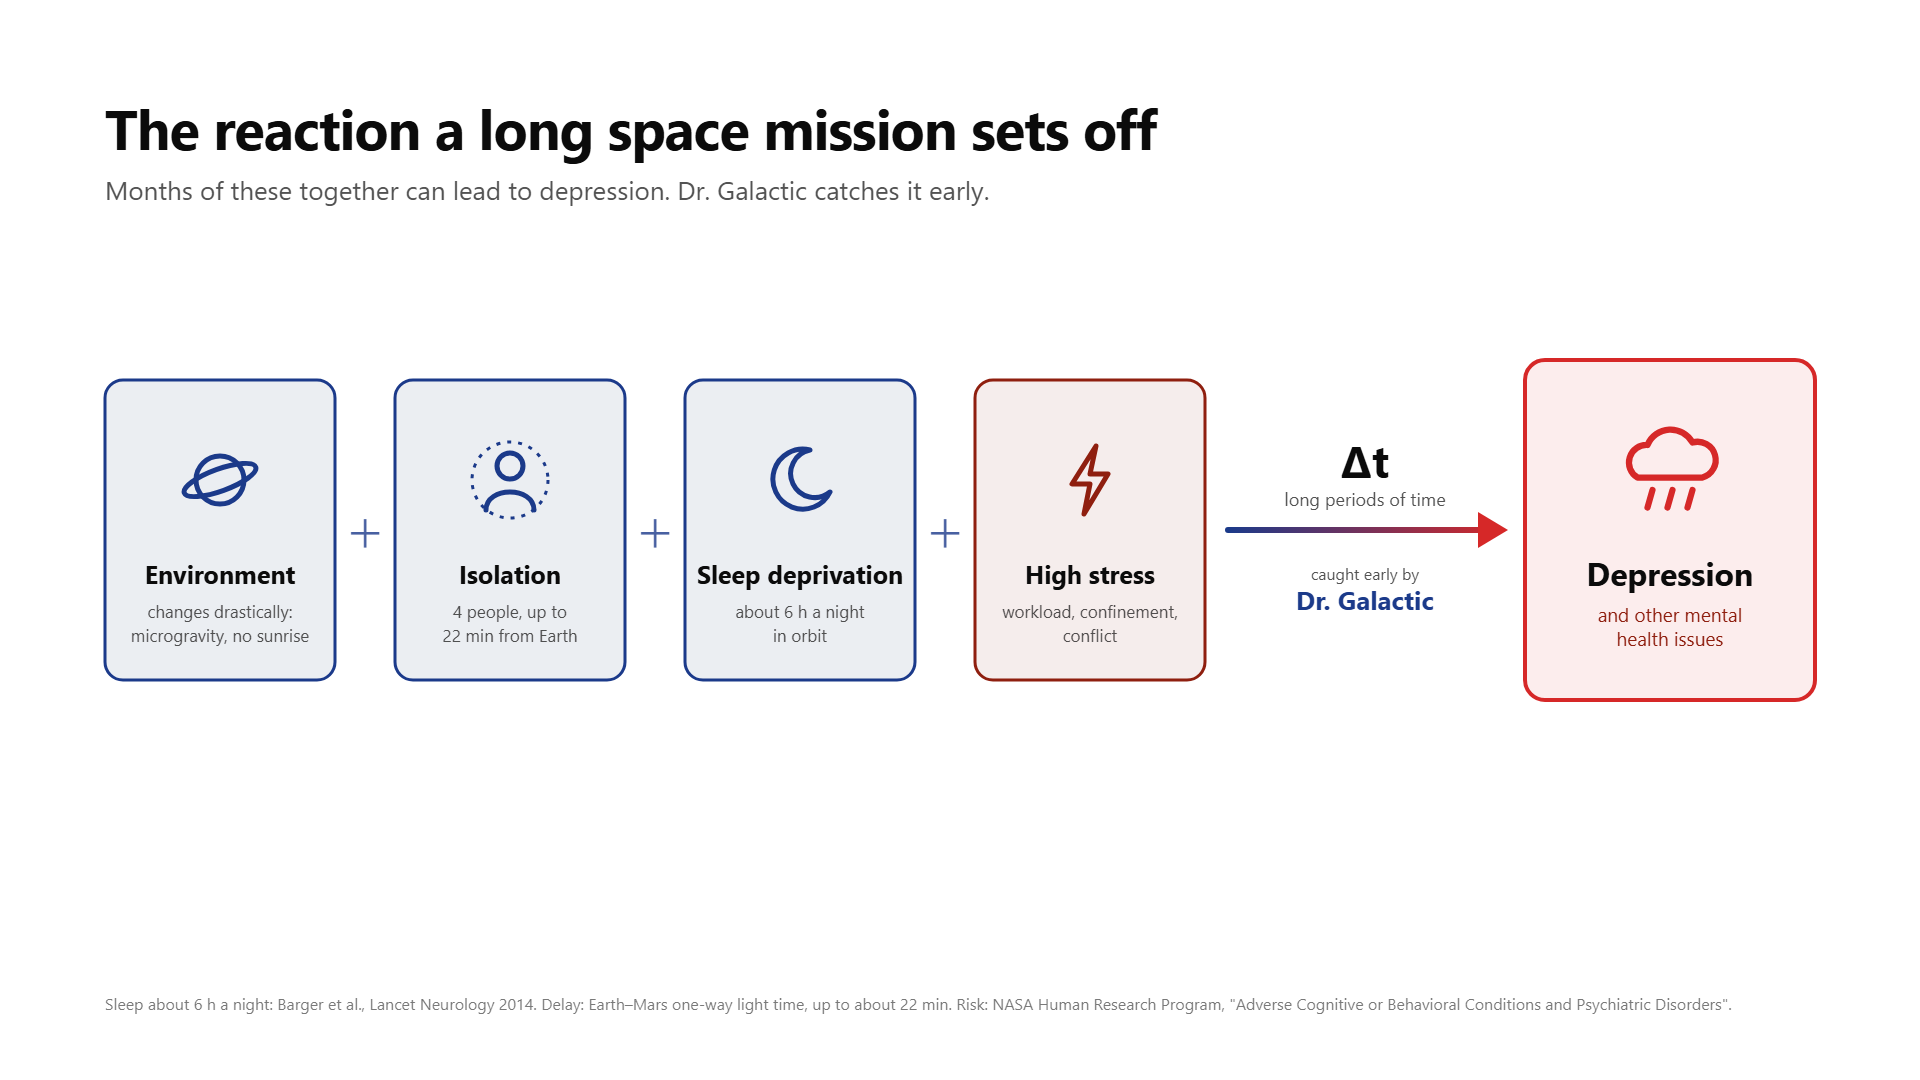 The reaction a long space mission sets off
Months of these together can lead to depression. Dr. Galactic catches it early.
Environment
changes drastically:
microgravity, no sunrise
+
Isolation
4 people, up to
22 min from Earth
+
Sleep deprivation
about 6 h a night
in orbit
+
High stress
workload, confinement,
conflict
Δt
long periods of time
caught early by
Dr. Galactic
Depression
and other mental
health issues
Sleep about 6 h a night: Barger et al., Lancet Neurology 2014. Delay: Earth–Mars one-way light time, up to about 22 min. Risk: NASA Human Research Program, "Adverse Cognitive or Behavioral Conditions and Psychiatric Disorders".